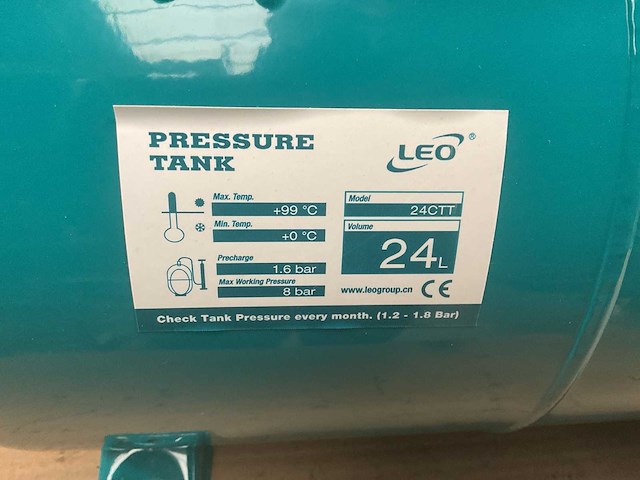 PRESSURE
TANK
LEO®
Max. Temp.
+99 °C
Min. Temp.
+0 °C
Precharge
1.6 bar
Max Working Pressure
8 bar
Model
24CTT
Volume
24L
www.leogroup.cn CE
Check Tank Pressure every month. (1.2 - 1.8 Bar)